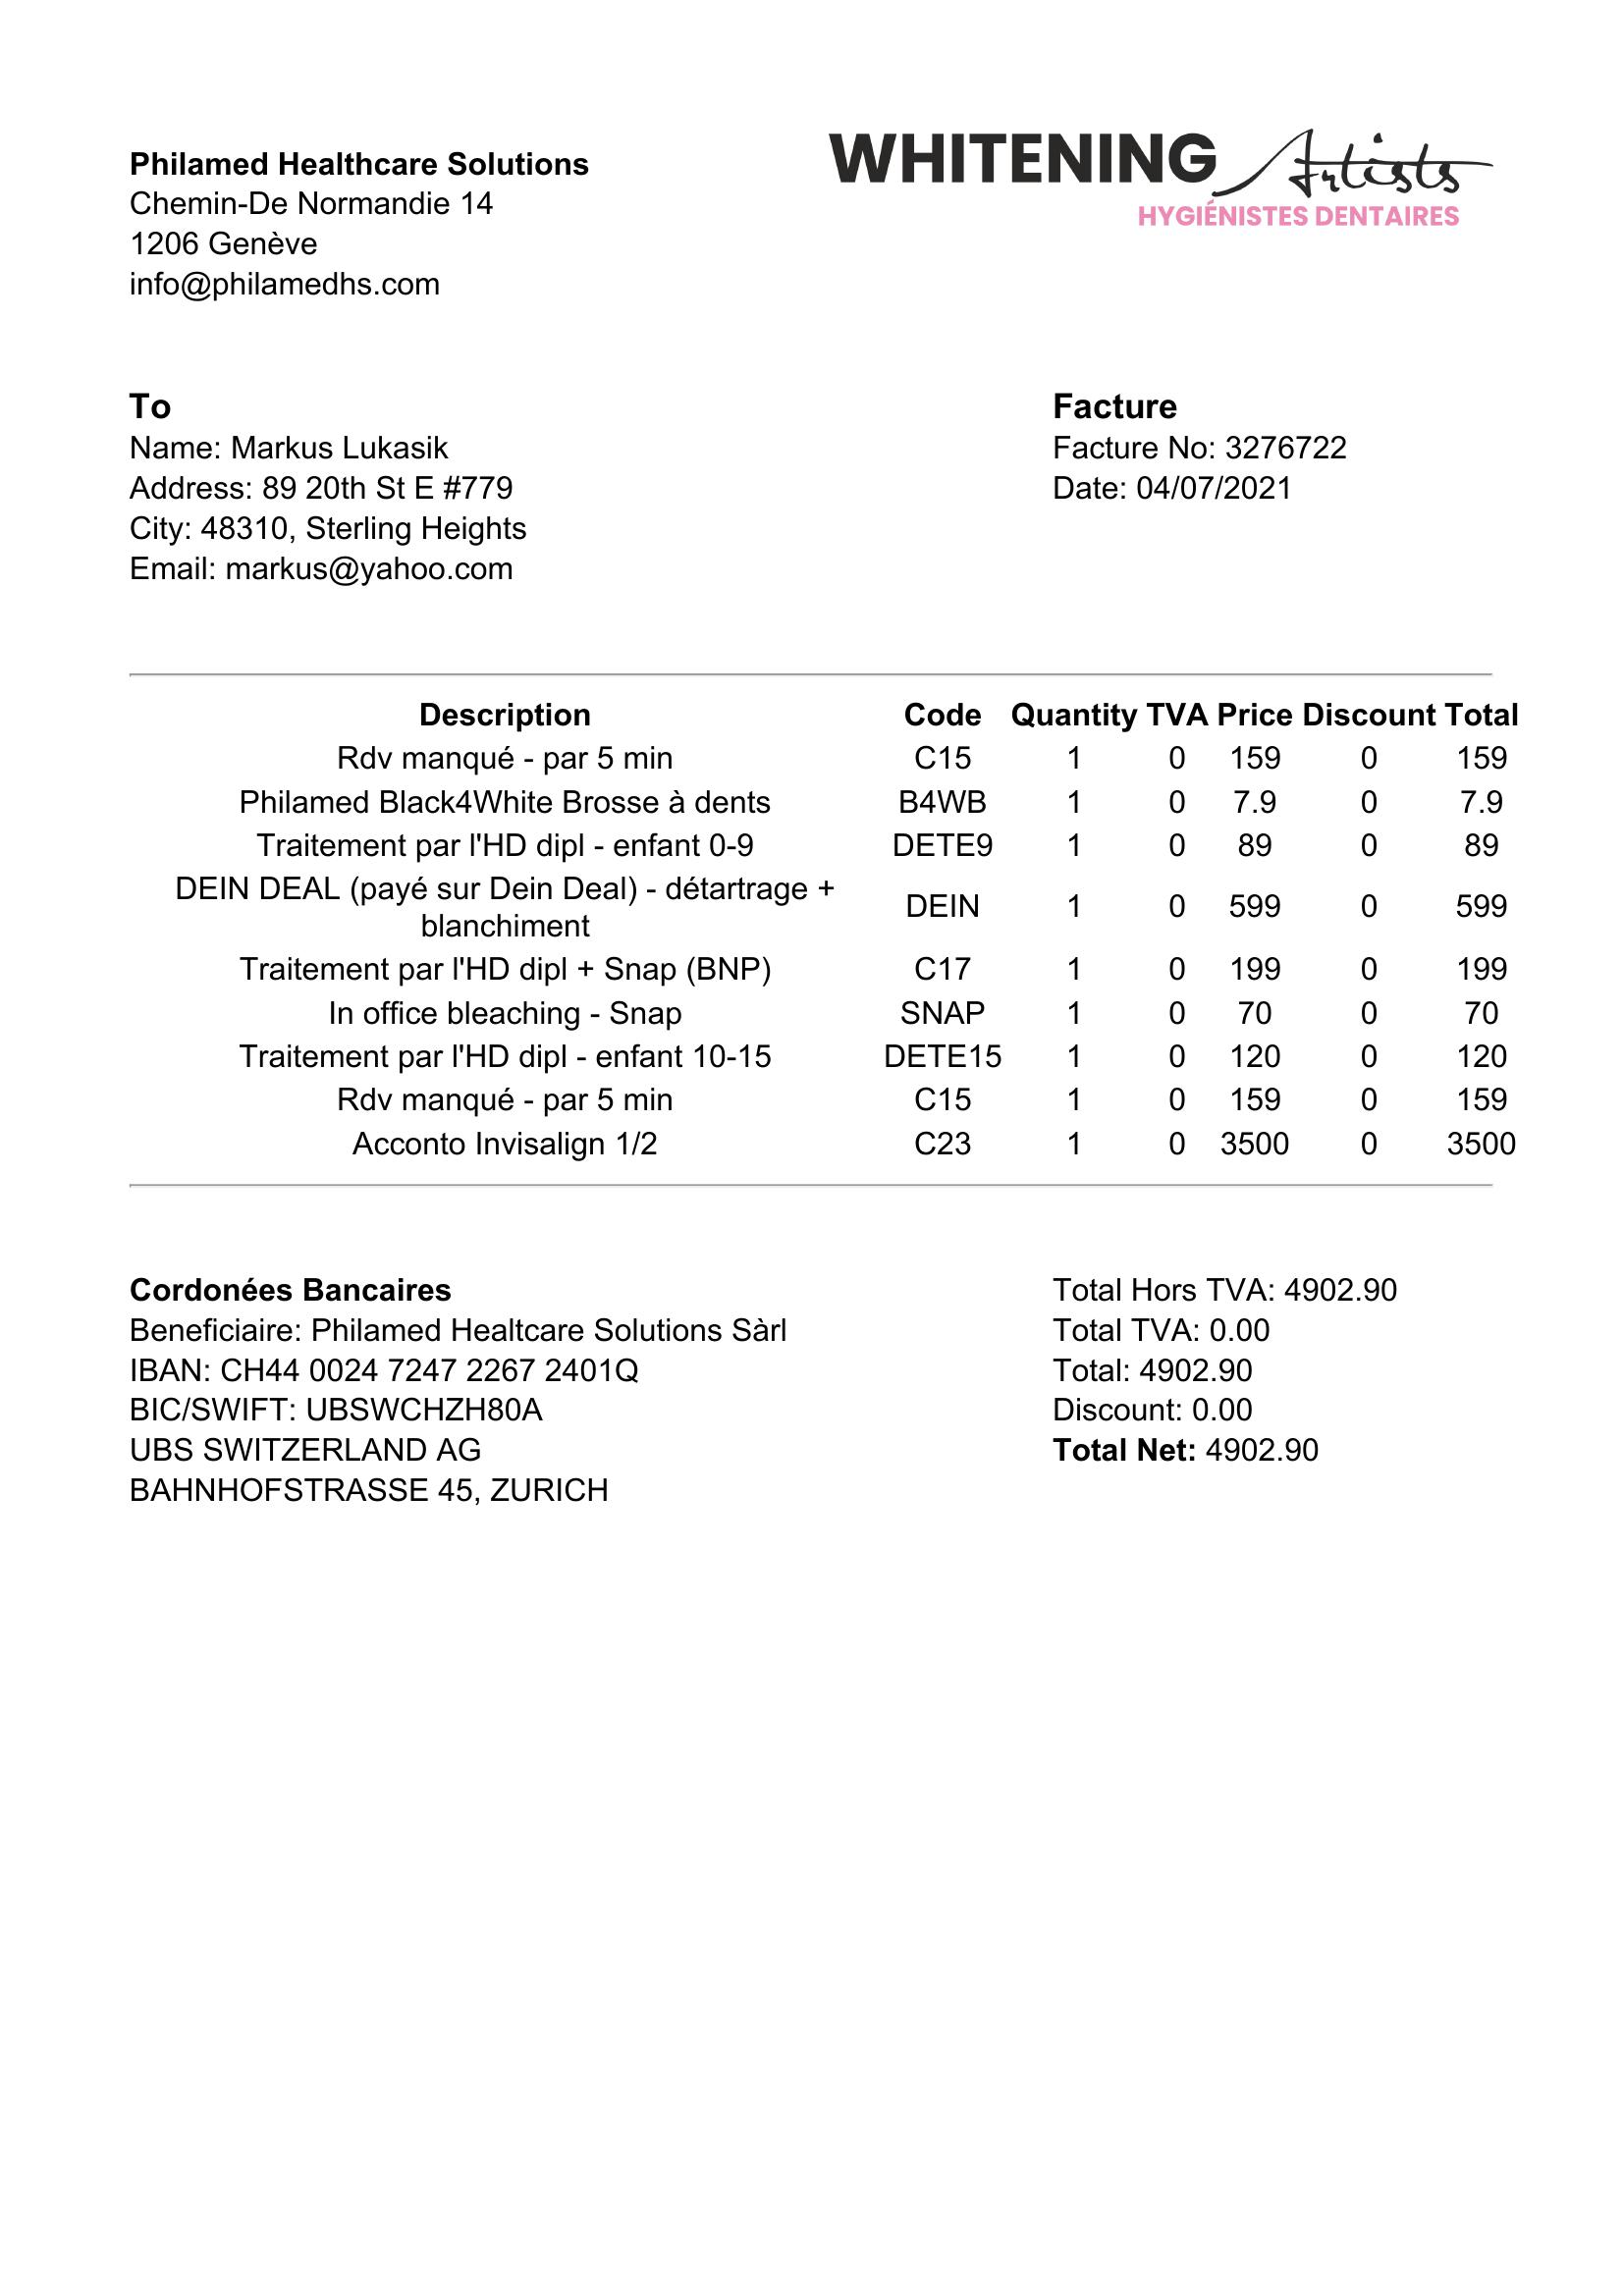 Philamed Healthcare Solutions
Chemin-De Normandie 14
1206 Genève
info@philamedhs.com
WHITENING Artists
HYGIÉNISTES DENTAIRES
To
Name: Markus Lukasik
Address: 89 20th St E #779
City: 48310, Sterling Heights
Email: markus@yahoo.com
Facture
Facture No: 3276722
Date: 04/07/2021
Description Code Quantity TVA Price Discount Total
Rdv manqué - par 5 min C15 1 0 159 0 159
Philamed Black4White Brosse à dents B4WB 1 0 7.9 0 7.9
Traitement par l'HD dipl - enfant 0-9 DETE9 1 0 89 0 89
DEIN DEAL (payé sur Dein Deal) - détartrage +
blanchiment DEIN 1 0 599 0 599
Traitement par l'HD dipl + Snap (BNP) C17 1 0 199 0 199
In office bleaching - Snap SNAP 1 0 70 0 70
Traitement par l'HD dipl - enfant 10-15 DETE15 1 0 120 0 120
Rdv manqué - par 5 min C15 1 0 159 0 159
Acconto Invisalign 1/2 C23 1 0 3500 0 3500
Cordonées Bancaires
Beneficiaire: Philamed Healtcare Solutions Sàrl
IBAN: CH44 0024 7247 2267 2401Q
BIC/SWIFT: UBSWCHZH80A
UBS SWITZERLAND AG
BAHNHOFSTRASSE 45, ZURICH
Total Hors TVA: 4902.90
Total TVA: 0.00
Total: 4902.90
Discount: 0.00
Total Net: 4902.90